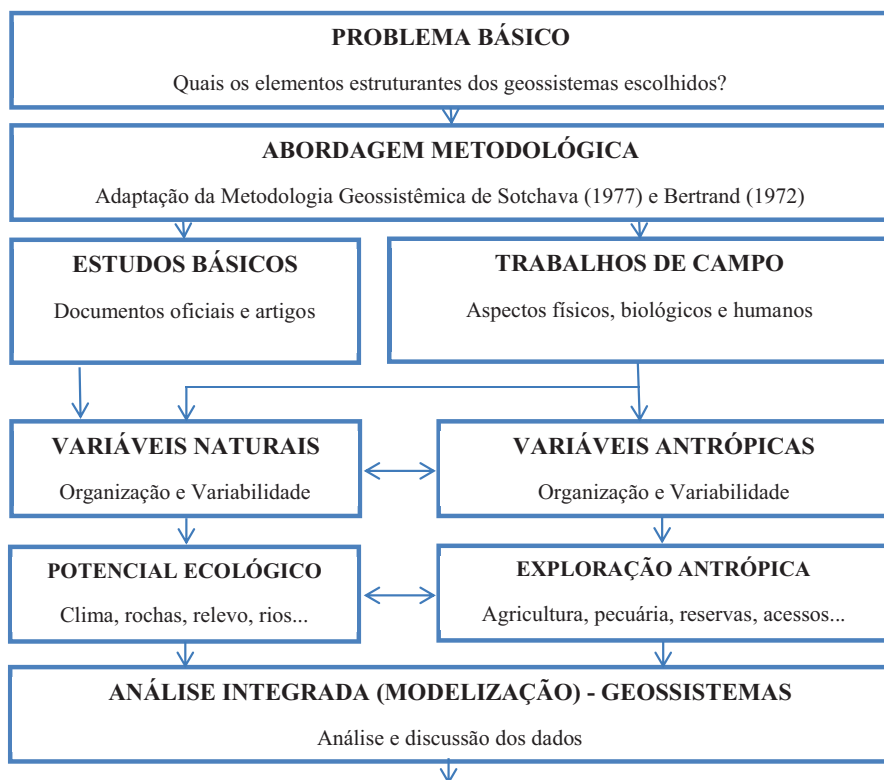 PROBLEMA BÁSICO
Quais os elementos estruturantes dos geossistemas escolhidos?
ABORDAGEM METODOLÓGICA
Adaptação da Metodologia Geossistêmica de Sotchava (1977) e Bertrand (1972)
ESTUDOS BÁSICOS
Documentos oficiais e artigos
TRABALHOS DE CAMPO
Aspectos físicos, biológicos e humanos
VARIÁVEIS NATURAIS
Organização e Variabilidade
VARIÁVEIS ANTRÓPICAS
Organização e Variabilidade
POTENCIAL ECOLÓGICO
Clima, rochas, relevo, rios...
EXPLORAÇÃO ANTRÓPICA
Agricultura, pecuária, reservas, acessos...
ANÁLISE INTEGRADA (MODELIZAÇÃO) - GEOSSISTEMAS
Análise e discussão dos dados